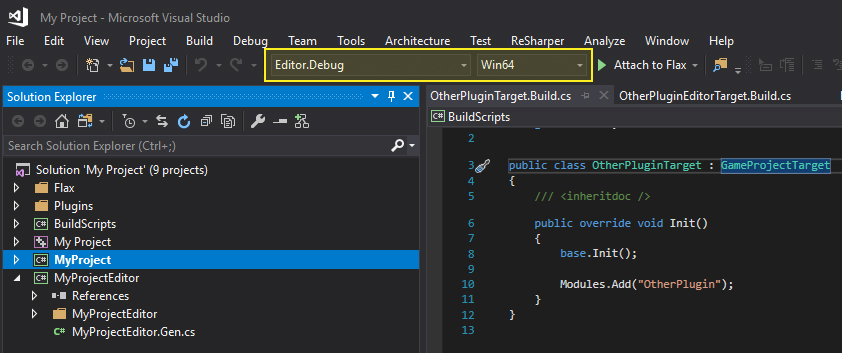 My Project - Microsoft Visual Studio
File Edit View Project Build Debug Team Tools Architecture Test ReSharper Analyze Window Help
Editor.Debug Win64 Attach to Flax
Solution Explorer
Search Solution Explorer (Ctrl+;)
Solution 'My Project' (9 projects)
Flax
Plugins
C# BuildScripts
My Project
C# MyProject
C# MyProjectEditor
References
MyProjectEditor
C# MyProjectEditor.Gen.cs
OtherPluginTarget.Build.cs OtherPluginEditorTarget.Build.cs
C# BuildScripts
2
3 public class OtherPluginTarget : GameProjectTarget
4 {
5 /// <inheritdoc />
6 public override void Init()
7 {
8 base.Init();
9
10 Modules.Add("OtherPlugin");
11 }
12 }
13